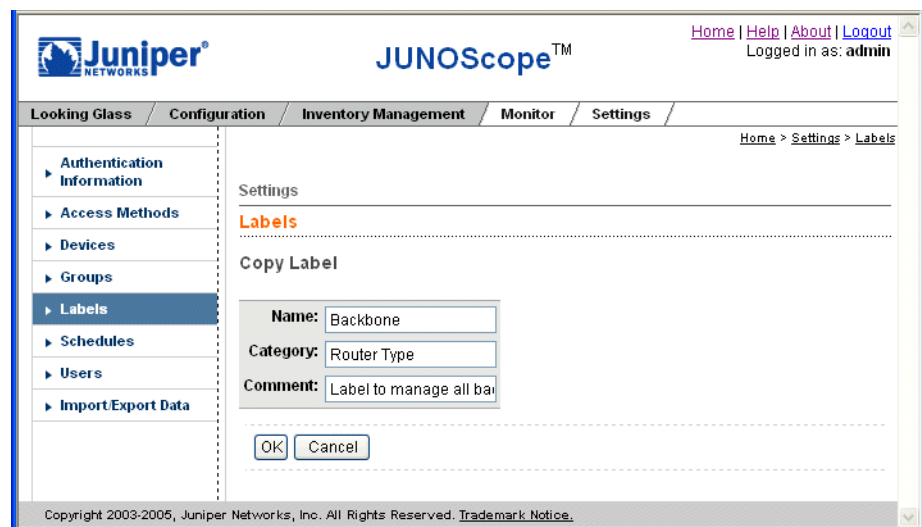 Juniper®
NETWORKS
JUNOScope™
Home | Help | About | Logout
Logged in as: admin
Looking Glass / Configuration / Inventory Management / Monitor / Settings /
Home > Settings > Labels
Authentication
Information
Access Methods
Devices
Groups
Labels
Schedules
Users
Import/Export Data
Settings
Labels
Copy Label
Name: Backbone
Category: Router Type
Comment: Label to manage all
OK Cancel
Copyright 2003-2005, Juniper Networks, Inc. All Rights Reserved. Trademark Notice.